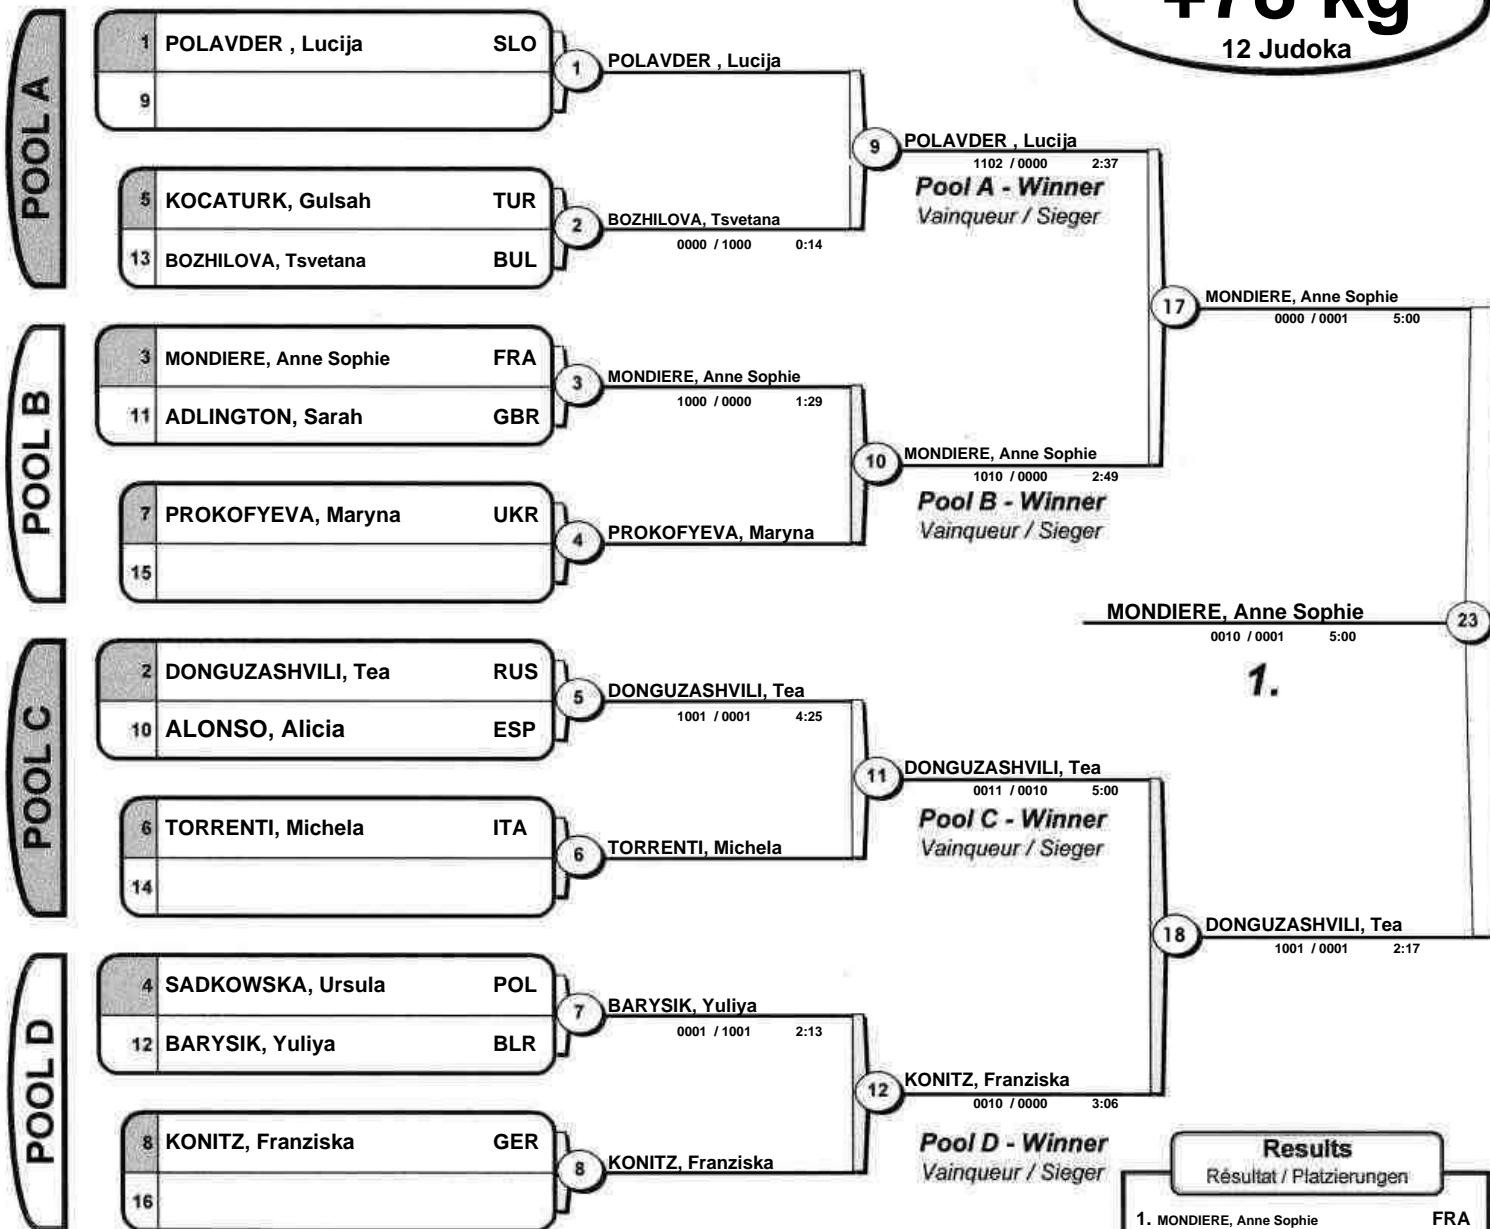 +78 kg
12 Judoka
POOL A
1 POLAVDER , Lucija SLO
9
5 KOCATURK, Gulsah TUR
13 BOZHILOVA, Tsvetana BUL
POOL B
3 MONDIERE, Anne Sophie FRA
11 ADLINGTON, Sarah GBR
7 PROKOFYEVA, Maryna UKR
15
POOL C
2 DONGUZASHVILI, Tea RUS
10 ALONSO, Alicia ESP
6 TORRENTI, Michela ITA
14
POOL D
4 SADKOWSKA, Ursula POL
12 BARYSIK, Yuliya BLR
8 KONITZ, Franziska GER
16
1 POLAVDER , Lucija
2 BOZHILOVA, Tsvetana
0000 / 1000 0:14
3 MONDIERE, Anne Sophie
1000 / 0000 1:29
4 PROKOFYEVA, Maryna
5 DONGUZASHVILI, Tea
1001 / 0001 4:25
6 TORRENTI, Michela
7 BARYSIK, Yuliya
0001 / 1001 2:13
8 KONITZ, Franziska
9 POLAVDER , Lucija
1102 / 0000 2:37
Pool A - Winner
Vainqueur / Sieger
10 MONDIERE, Anne Sophie
1010 / 0000 2:49
Pool B - Winner
Vainqueur / Sieger
11 DONGUZASHVILI, Tea
0011 / 0010 5:00
Pool C - Winner
Vainqueur / Sieger
12 KONITZ, Franziska
0010 / 0000 3:06
Pool D - Winner
Vainqueur / Sieger
17 MONDIERE, Anne Sophie
0000 / 0001 5:00
18 DONGUZASHVILI, Tea
1001 / 0001 2:17
MONDIERE, Anne Sophie 23
0010 / 0001 5:00
1.
Results
Résultat / Platzierungen
1. MONDIERE, Anne Sophie FRA